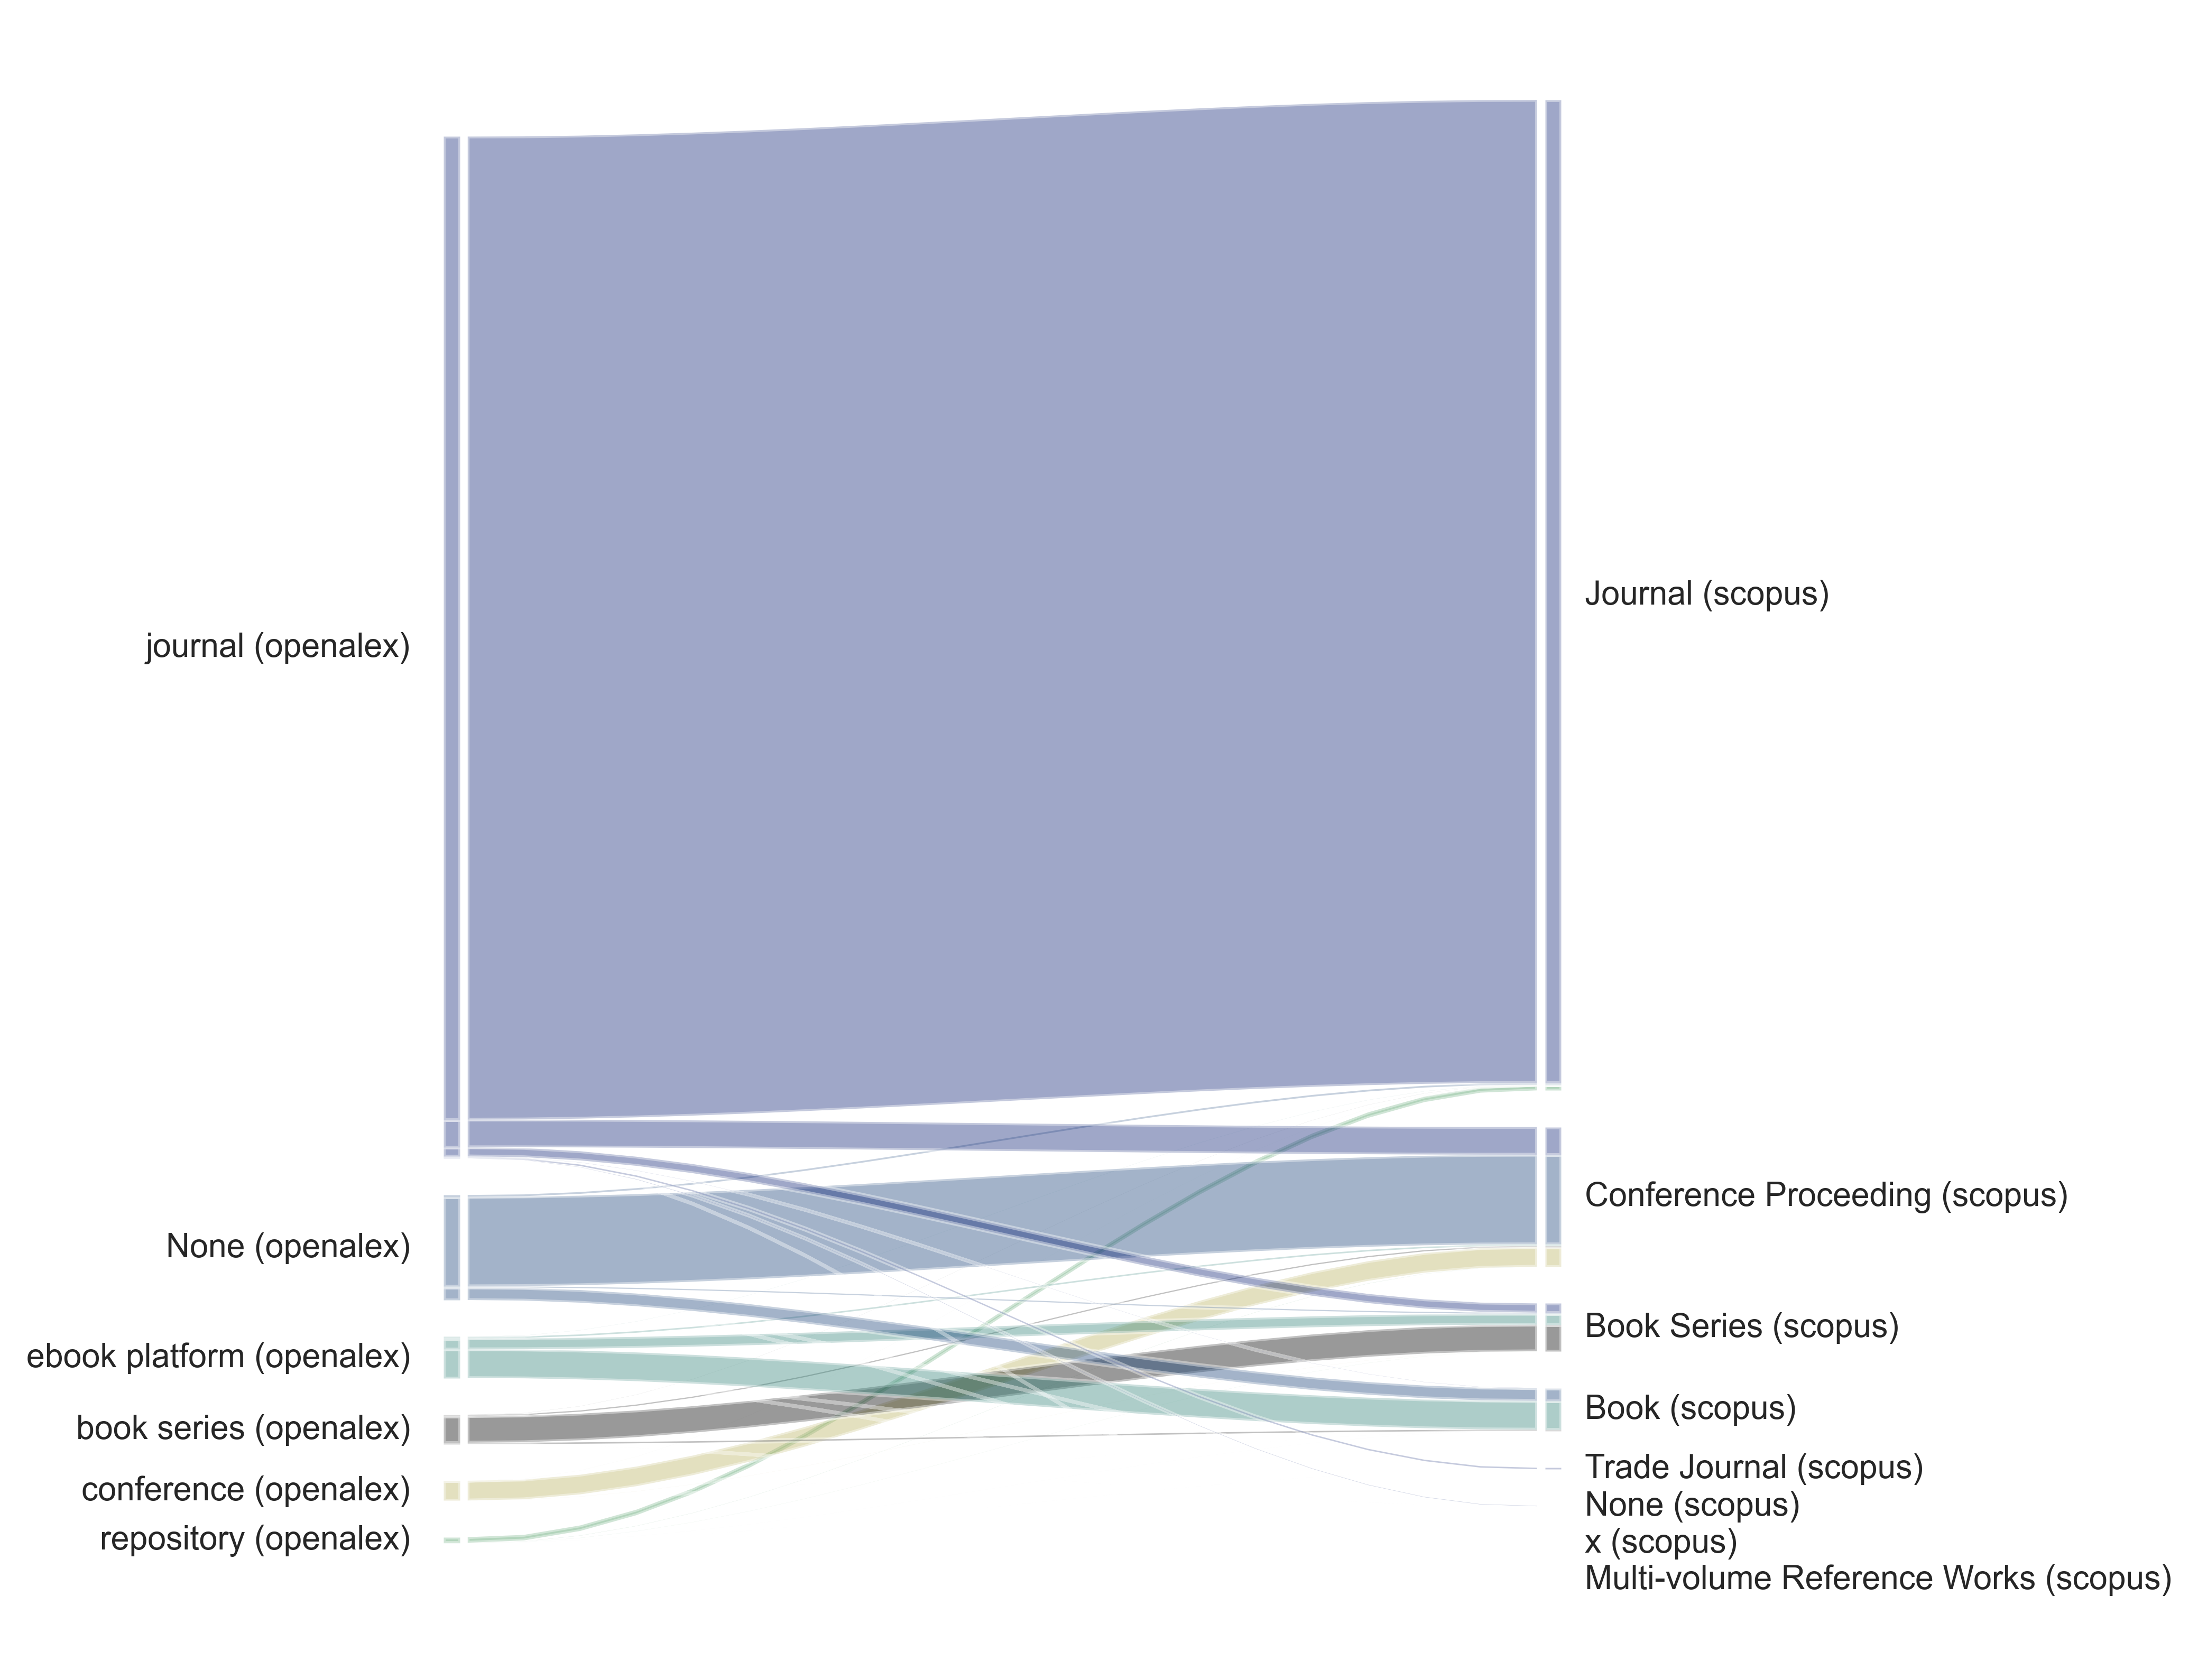 journal (openalex)
None (openalex)
ebook platform (openalex)
book series (openalex)
conference (openalex)
repository (openalex)
Journal (scopus)
Conference Proceeding (scopus)
Book Series (scopus)
Book (scopus)
Trade Journal (scopus)
None (scopus)
x (scopus)
Multi-volume Reference Works (scopus)